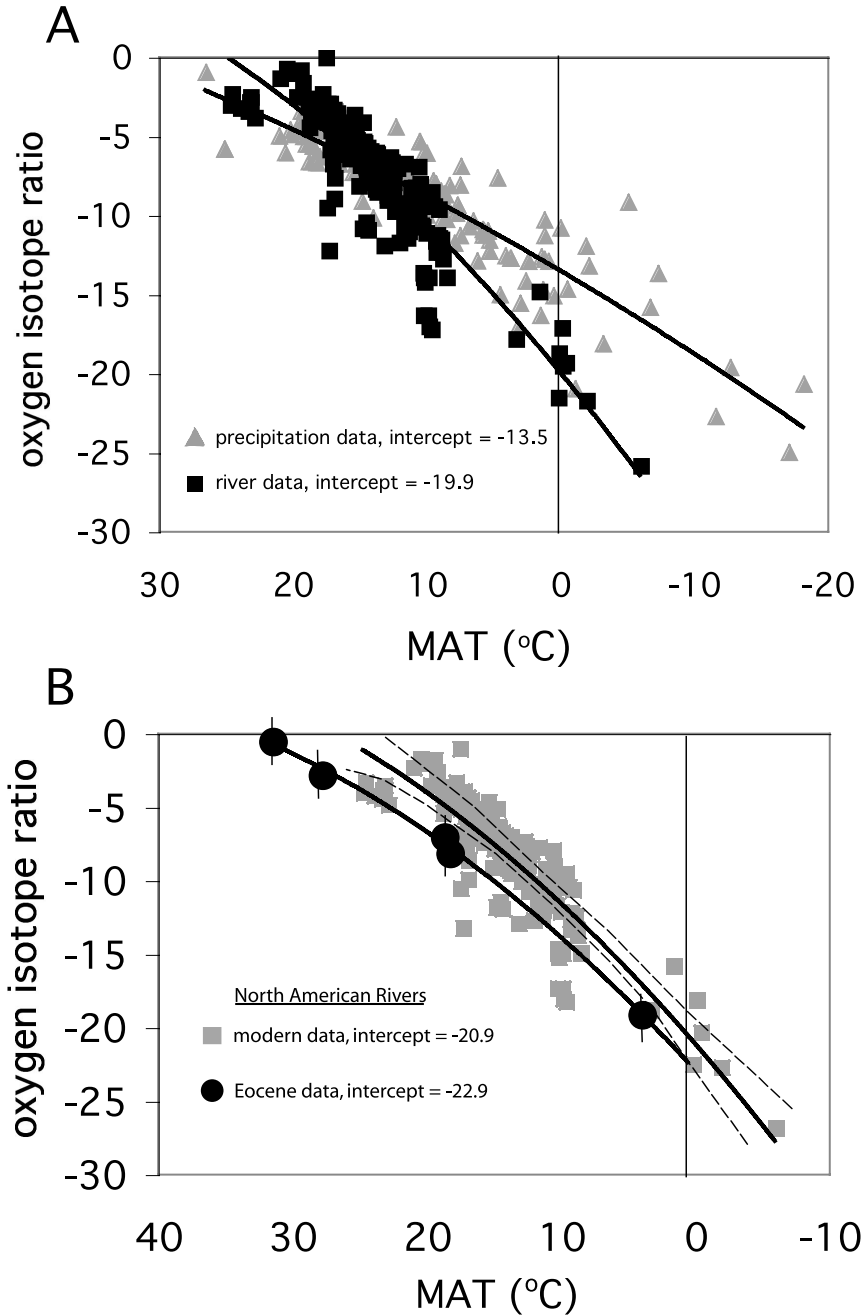 A
oxygen isotope ratio
0
-5
-10
-15
-20
-25
-30
precipitation data, intercept = -13.5
river data, intercept = -19.9
30 20 10 0 -10 -20
MAT (°C)
B
oxygen isotope ratio
0
-5
-10
-15
-20
-25
-30
North American Rivers
modern data, intercept = -20.9
Eocene data, intercept = -22.9
40 30 20 10 0 -10
MAT (°C)